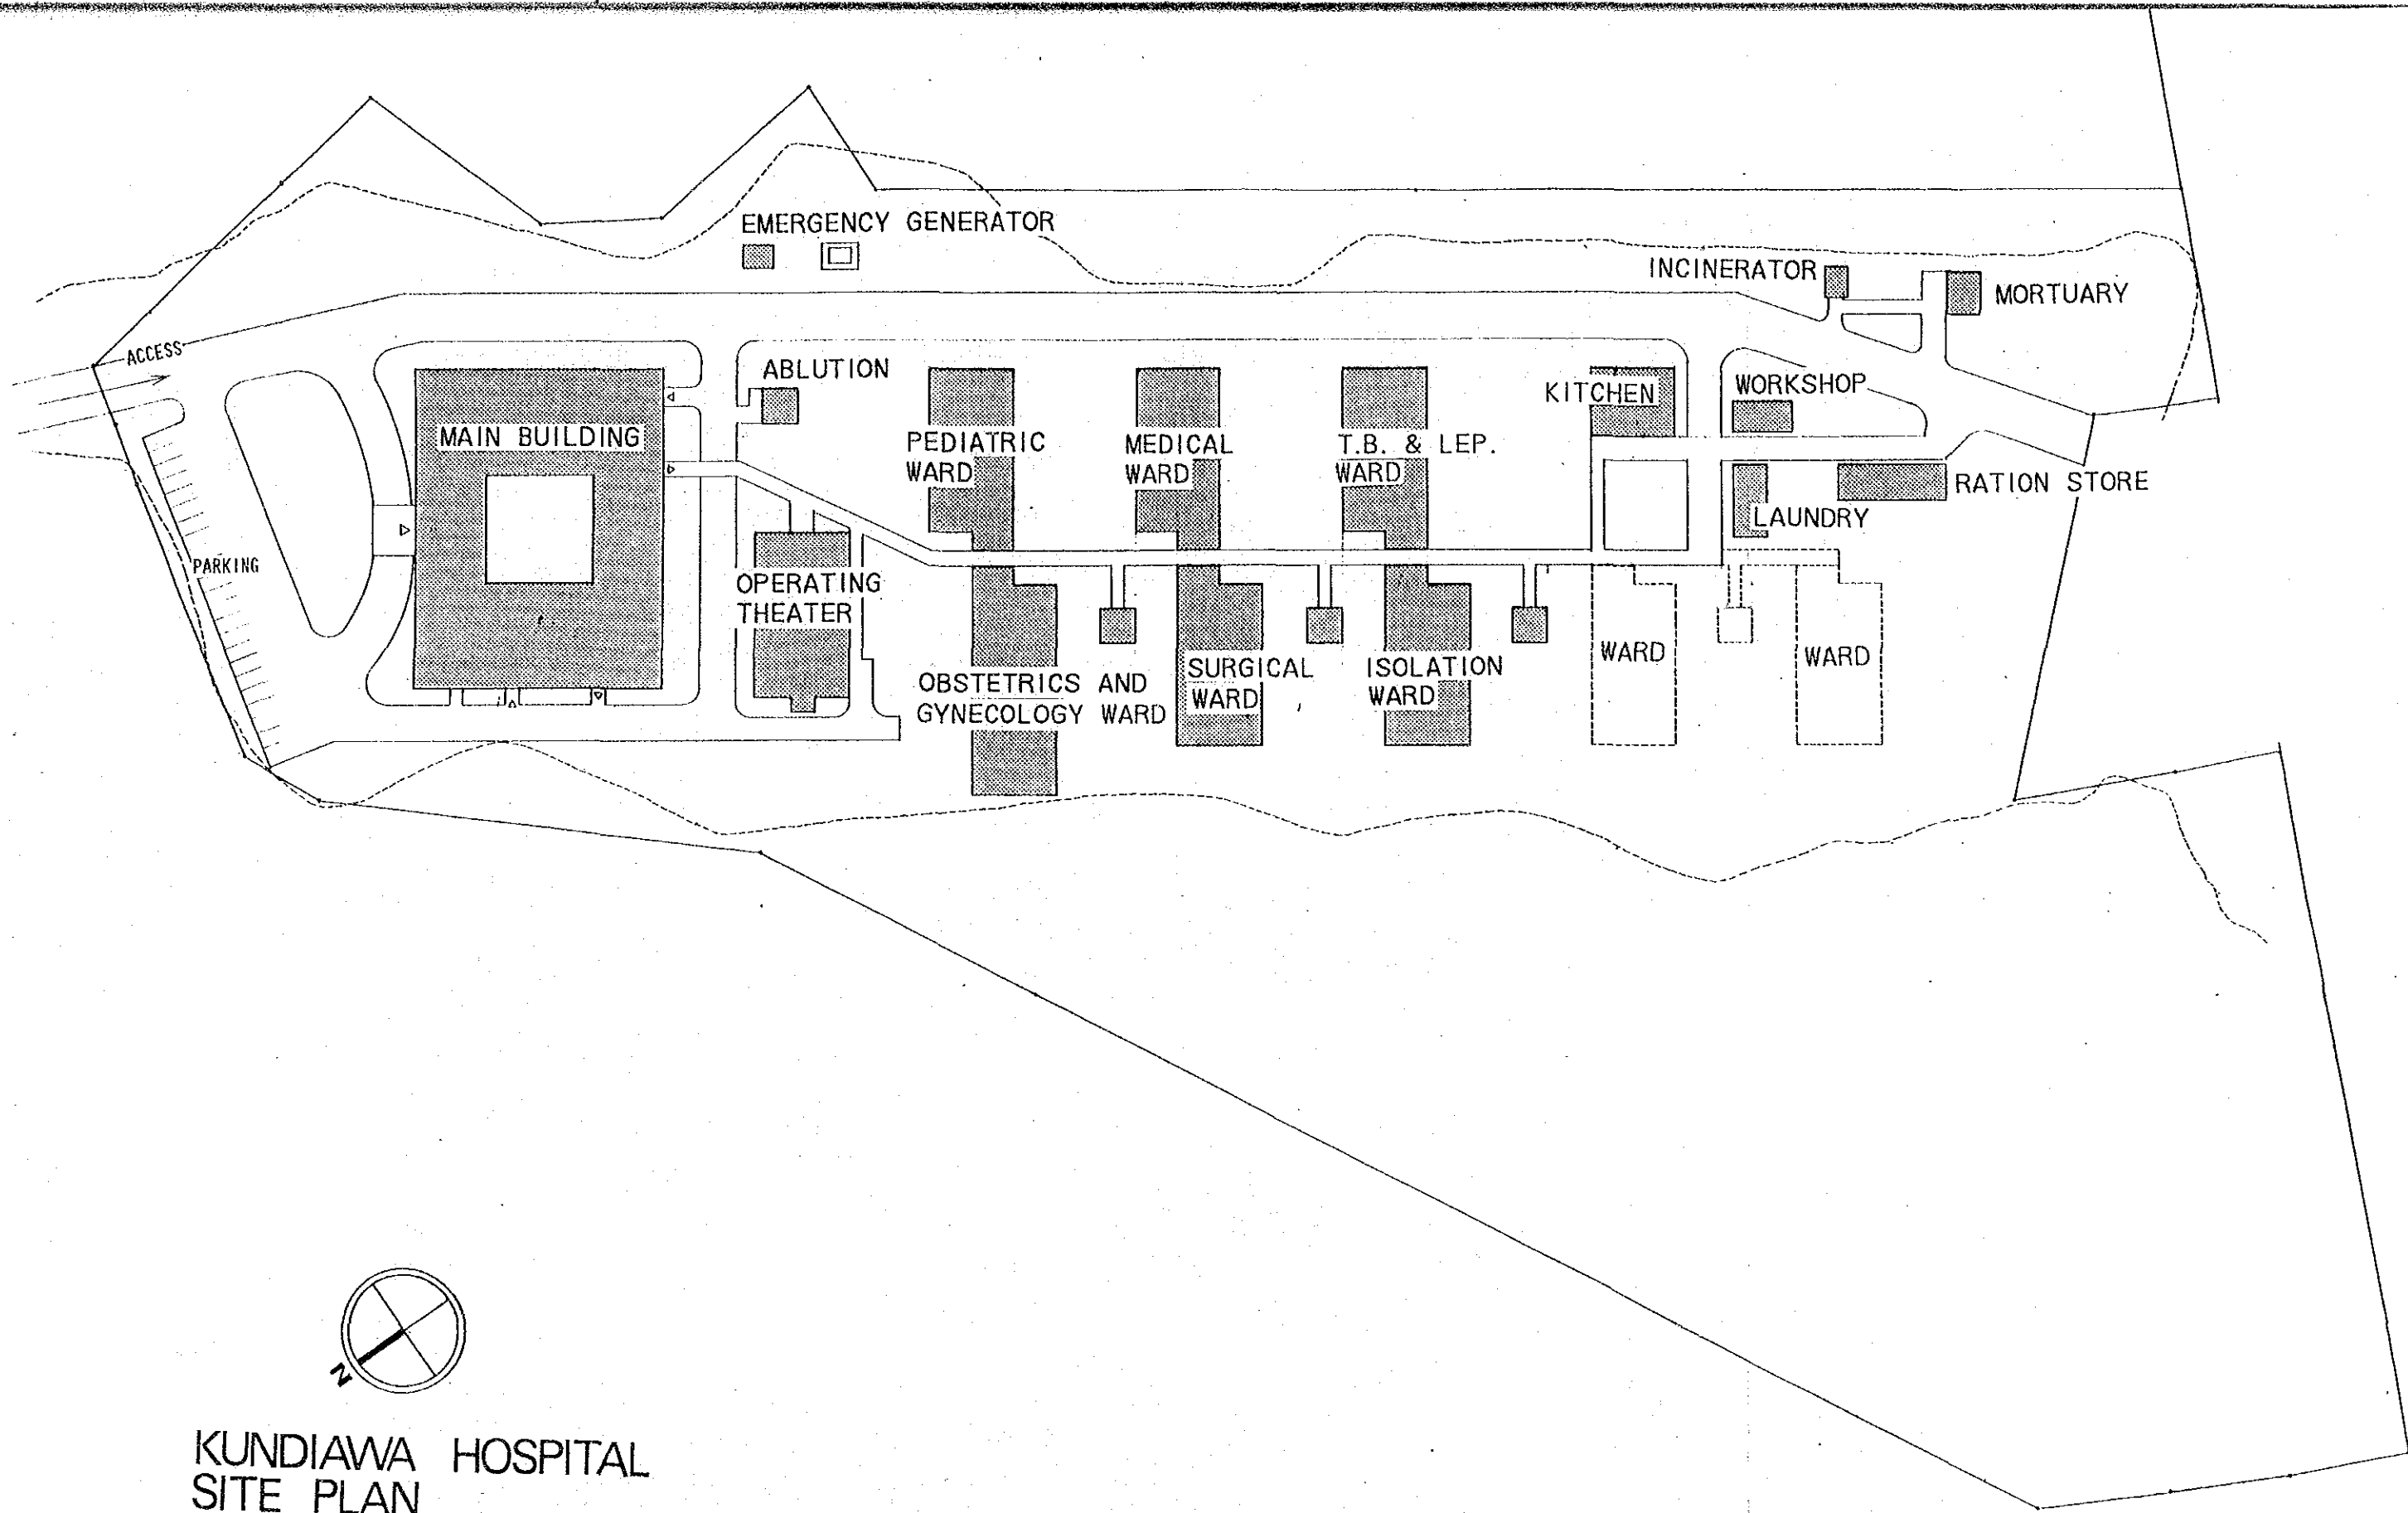 EMERGENCY GENERATOR
INCINERATOR
MORTUARY
ACCESS
ABLUTION
KITCHEN
WORKSHOP
MAIN BUILDING
PEDIATRIC
WARD
MEDICAL
WARD
T.B. & LEP.
WARD
RATION STORE
LAUNDRY
PARKING
OPERATING
THEATER
OBSTETRICS AND
GYNECOLOGY WARD
SURGICAL
WARD
ISOLATION
WARD
WARD
WARD
N
KUNDIAWA HOSPITAL
SITE PLAN